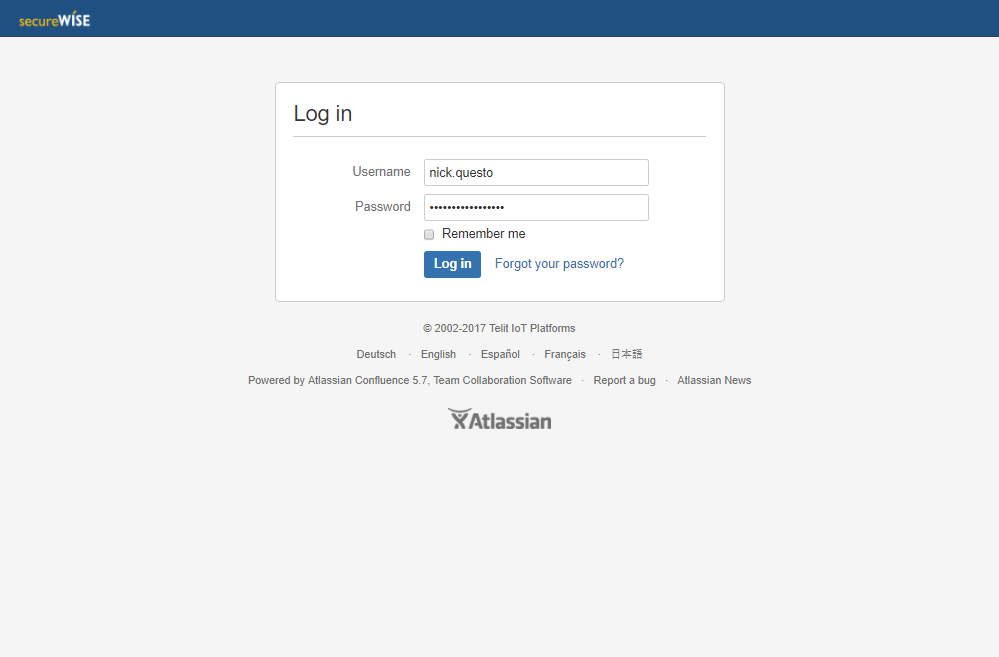 secureWISE
Log in
Username nick.questo
Password •••••••••••••••••
Remember me
Log in Forgot your password?
© 2002-2017 Telit IoT Platforms
Deutsch · English · Español · Français · 日本語
Powered by Atlassian Confluence 5.7, Team Collaboration Software · Report a bug · Atlassian News
Atlassian